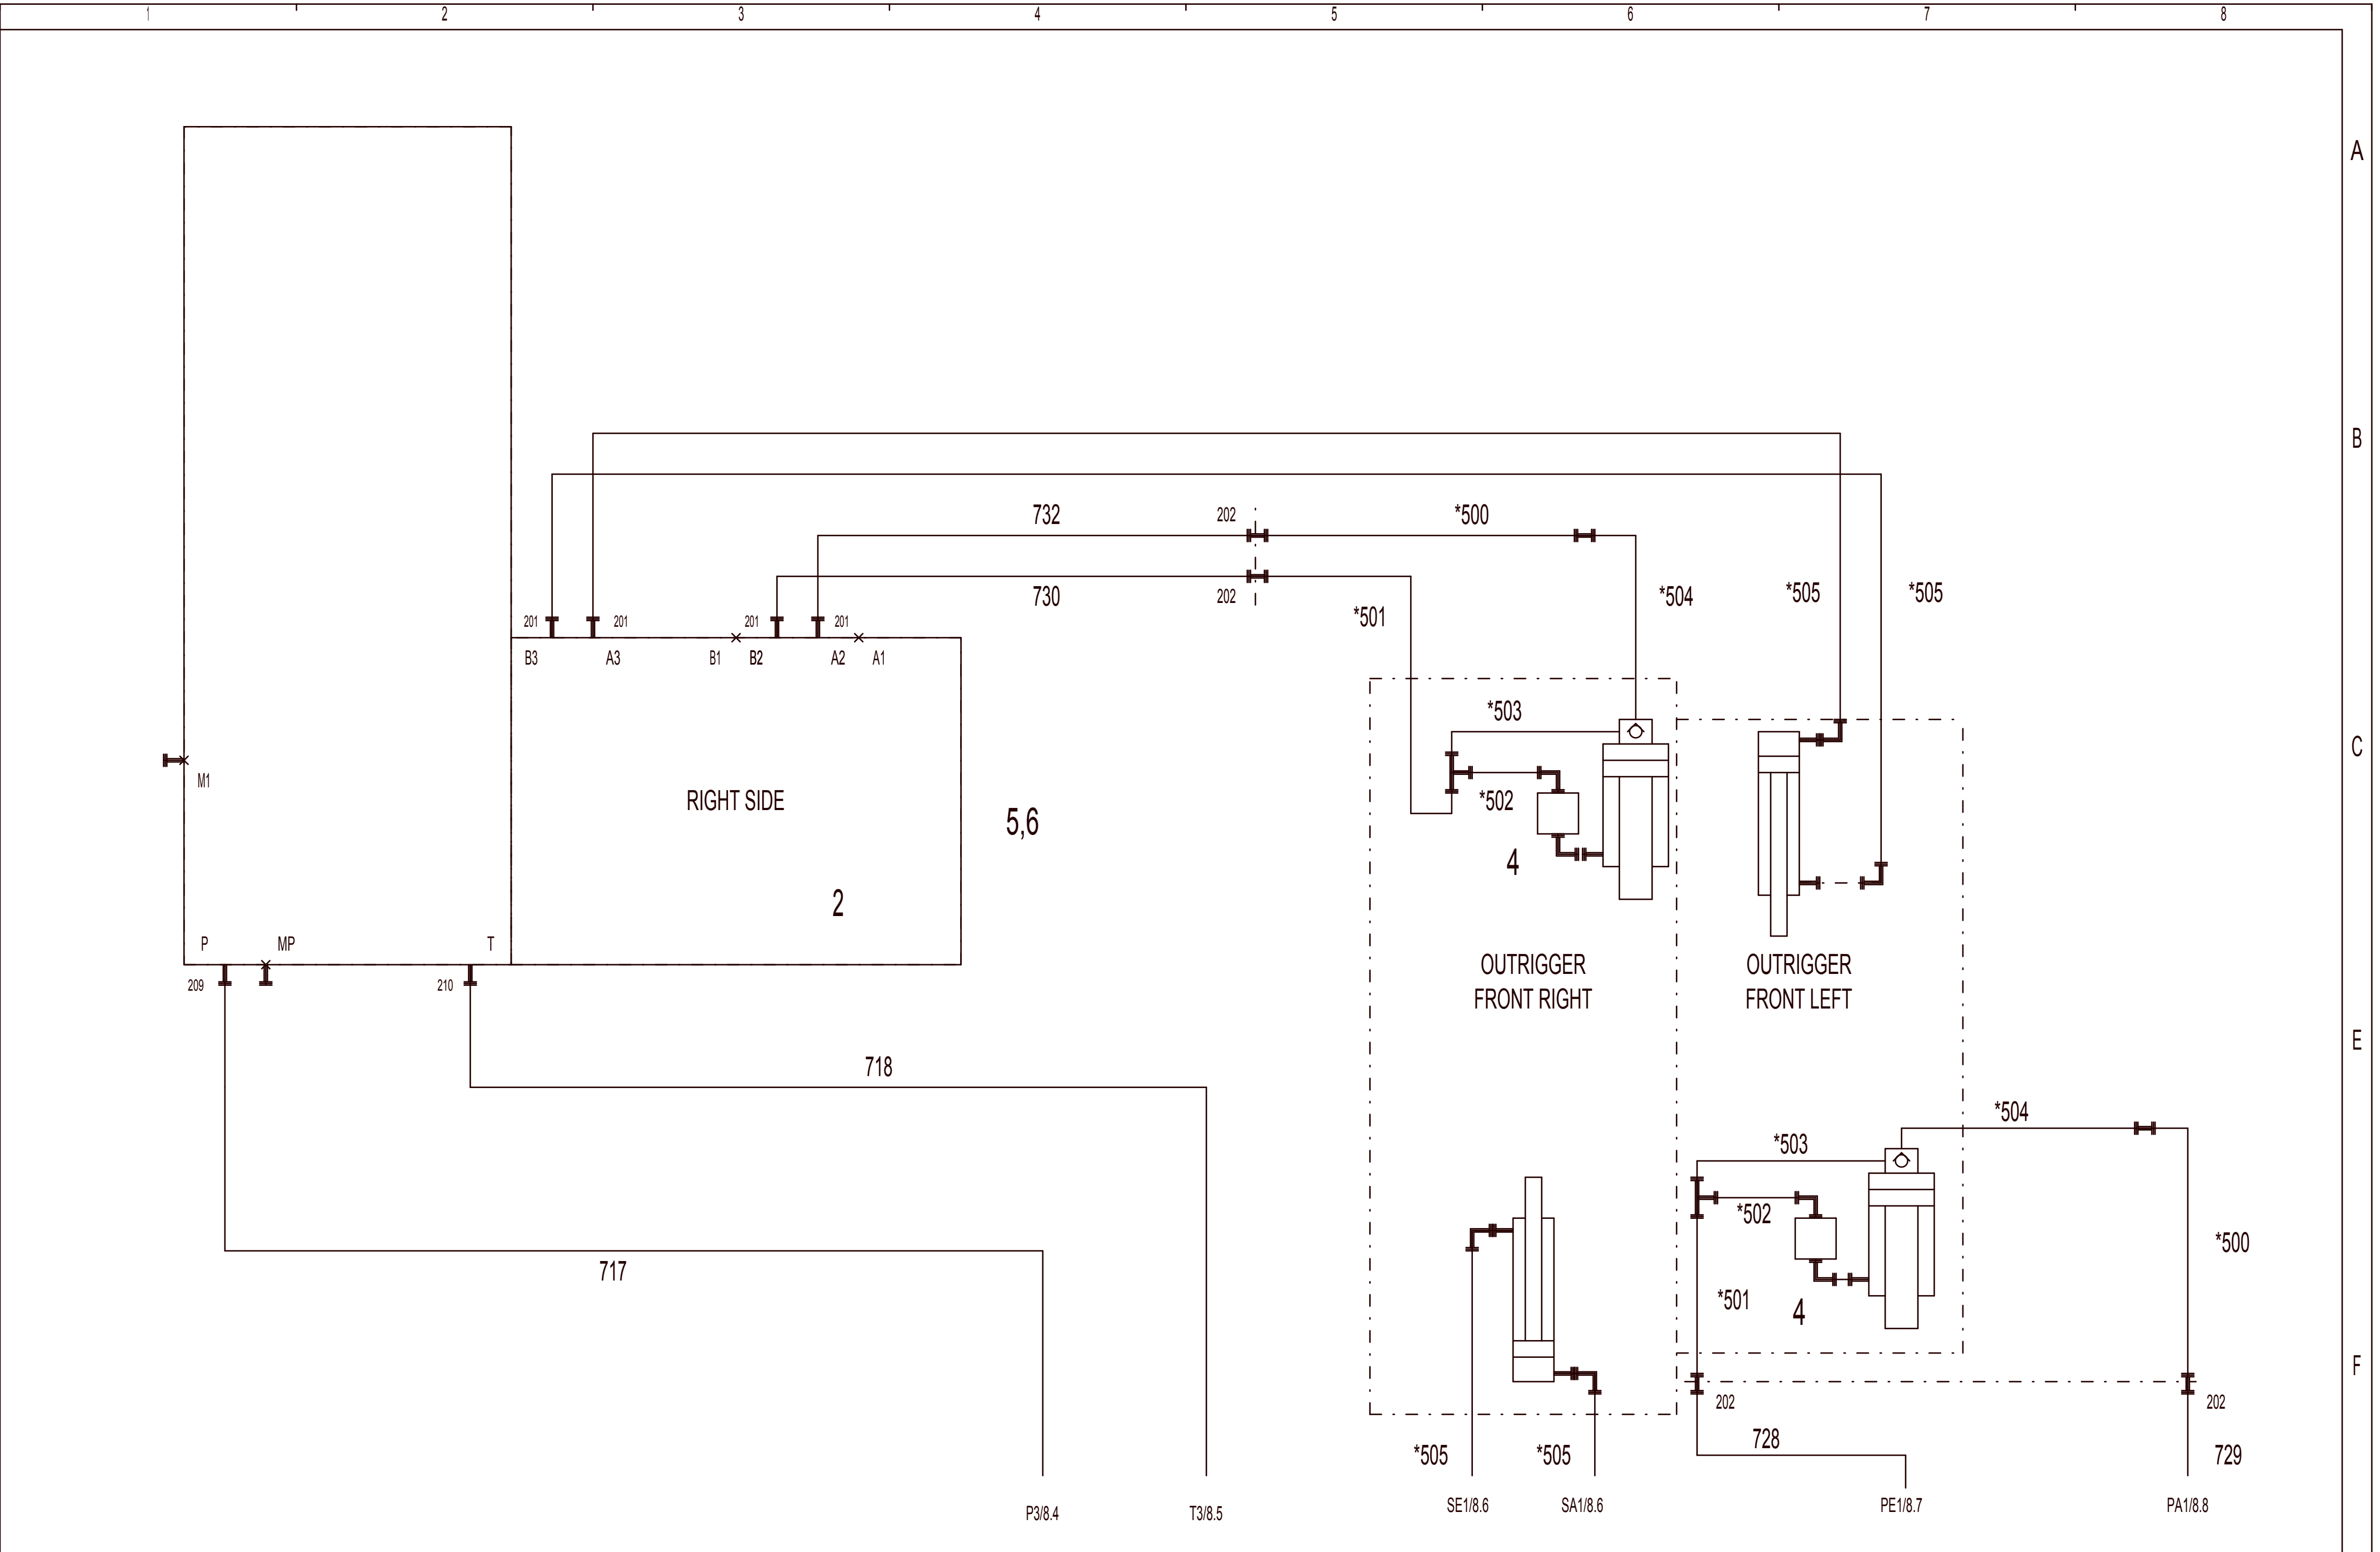 1 2 3 4 5 6 7 8
A
B
732 202 *500
730 202 *504 *505 *505
*501
201 201 201 201
B3 A3 B1 B2 A2 A1
*503
C
M1
RIGHT SIDE
*502
5,6
4
2
P MP T
OUTRIGGER
FRONT RIGHT
OUTRIGGER
FRONT LEFT
209 210
E
718
*504
*503
*502
*500
717
*501
4
F
202 202
728
*505 *505 729
SE1/8.6 SA1/8.6 PE1/8.7 PA1/8.8
P3/8.4 T3/8.5